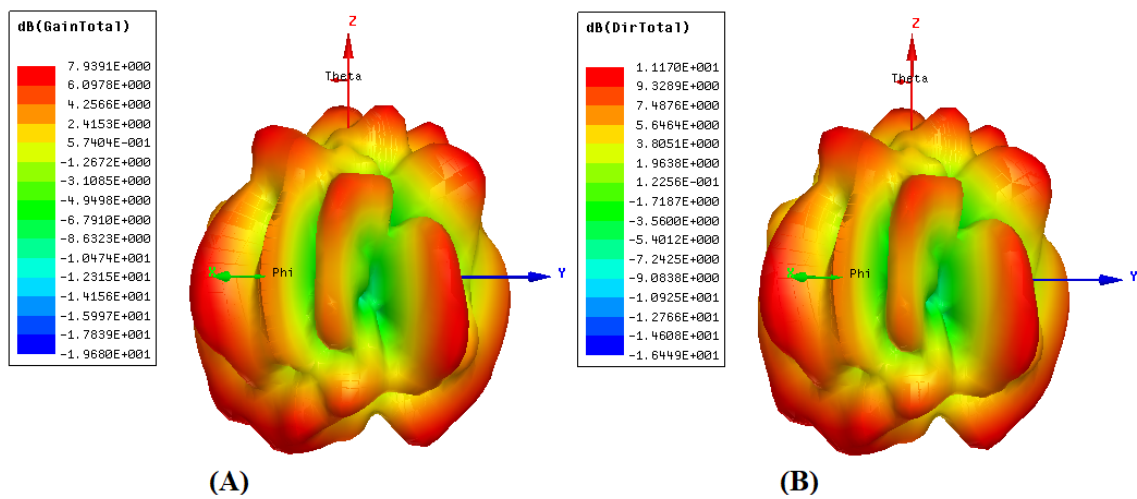 dB(GainTotal)
7.9391E+000
6.0978E+000
4.2566E+000
2.4153E+000
5.7404E-001
-1.2672E+000
-3.1085E+000
-4.9498E+000
-6.7910E+000
-8.6323E+000
-1.0474E+001
-1.2315E+001
-1.4156E+001
-1.5997E+001
-1.7839E+001
-1.9680E+001
Z
Theta
X
Phi
Y
(A)
dB(DirTotal)
1.1170E+001
9.3289E+000
7.4876E+000
5.6464E+000
3.8051E+000
1.9638E+000
1.2256E-001
-1.7187E+000
-3.5600E+000
-5.4012E+000
-7.2425E+000
-9.0838E+000
-1.0925E+001
-1.2766E+001
-1.4608E+001
-1.6449E+001
Z
Theta
X
Phi
Y
(B)